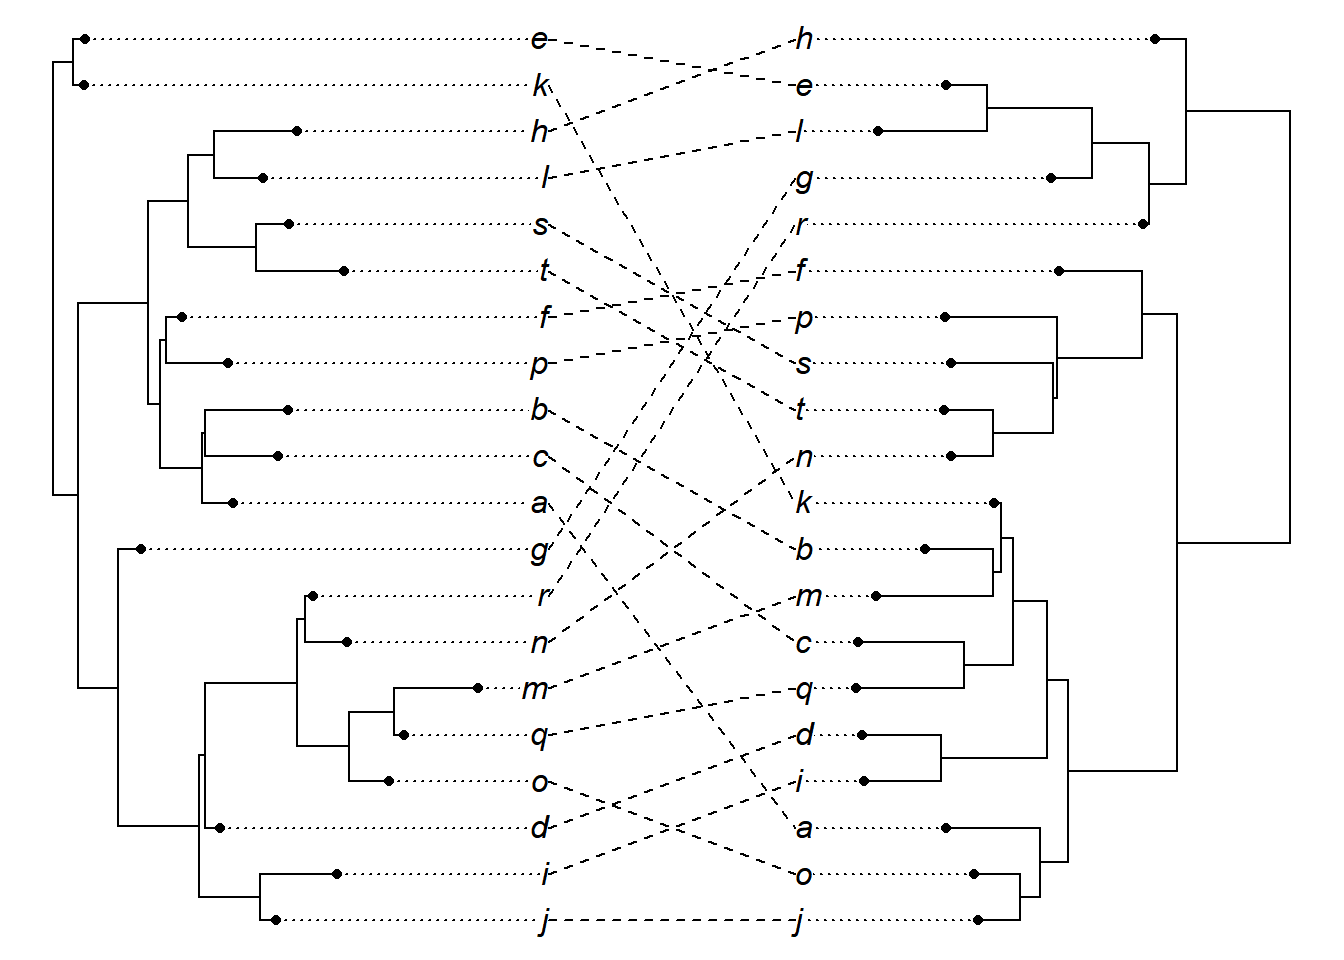 e h
k e
h l
l g
s r
t f
f p
p s
b t
c n
a k
g b
r m
n c
m q
q d
o i
d a
i o
j j